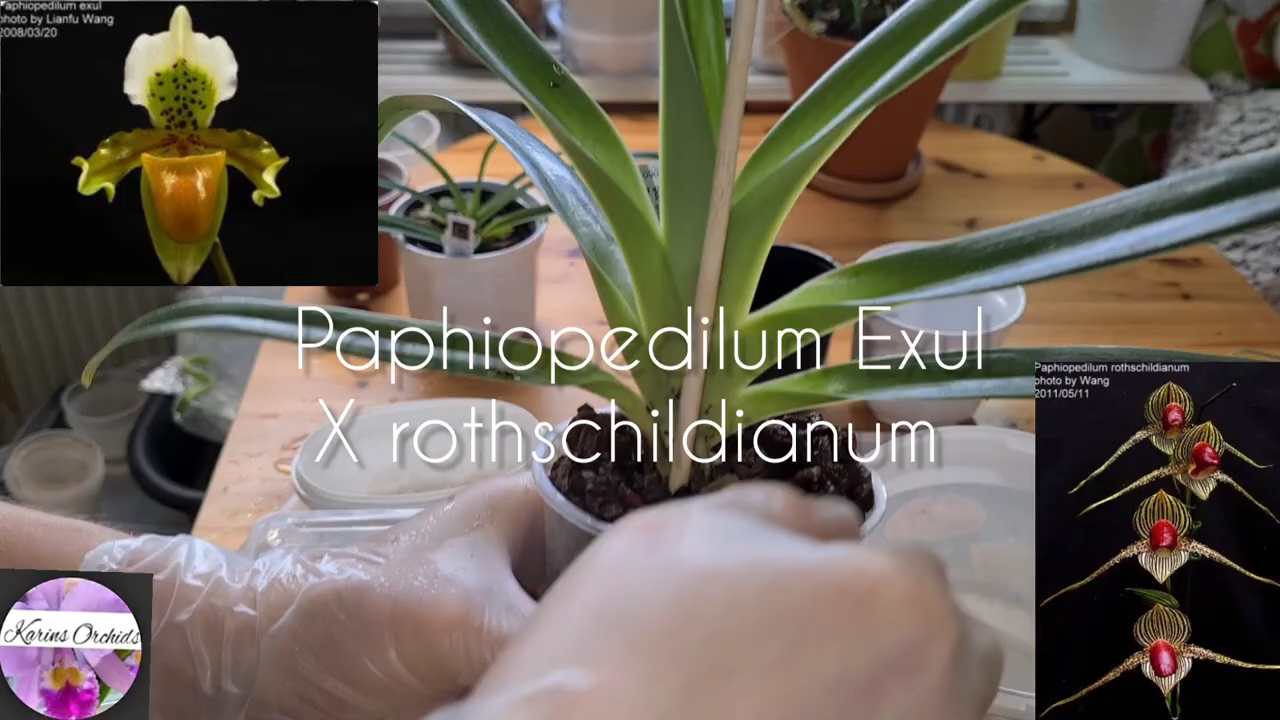 Paphiopedilum exul
photo by Lianfu Wang
2008/03/20
Paphiopedilum Exul
X rothschildianum
Paphiopedilum rothschildianum
photo by Wang
2011/05/11
Karins Orchids